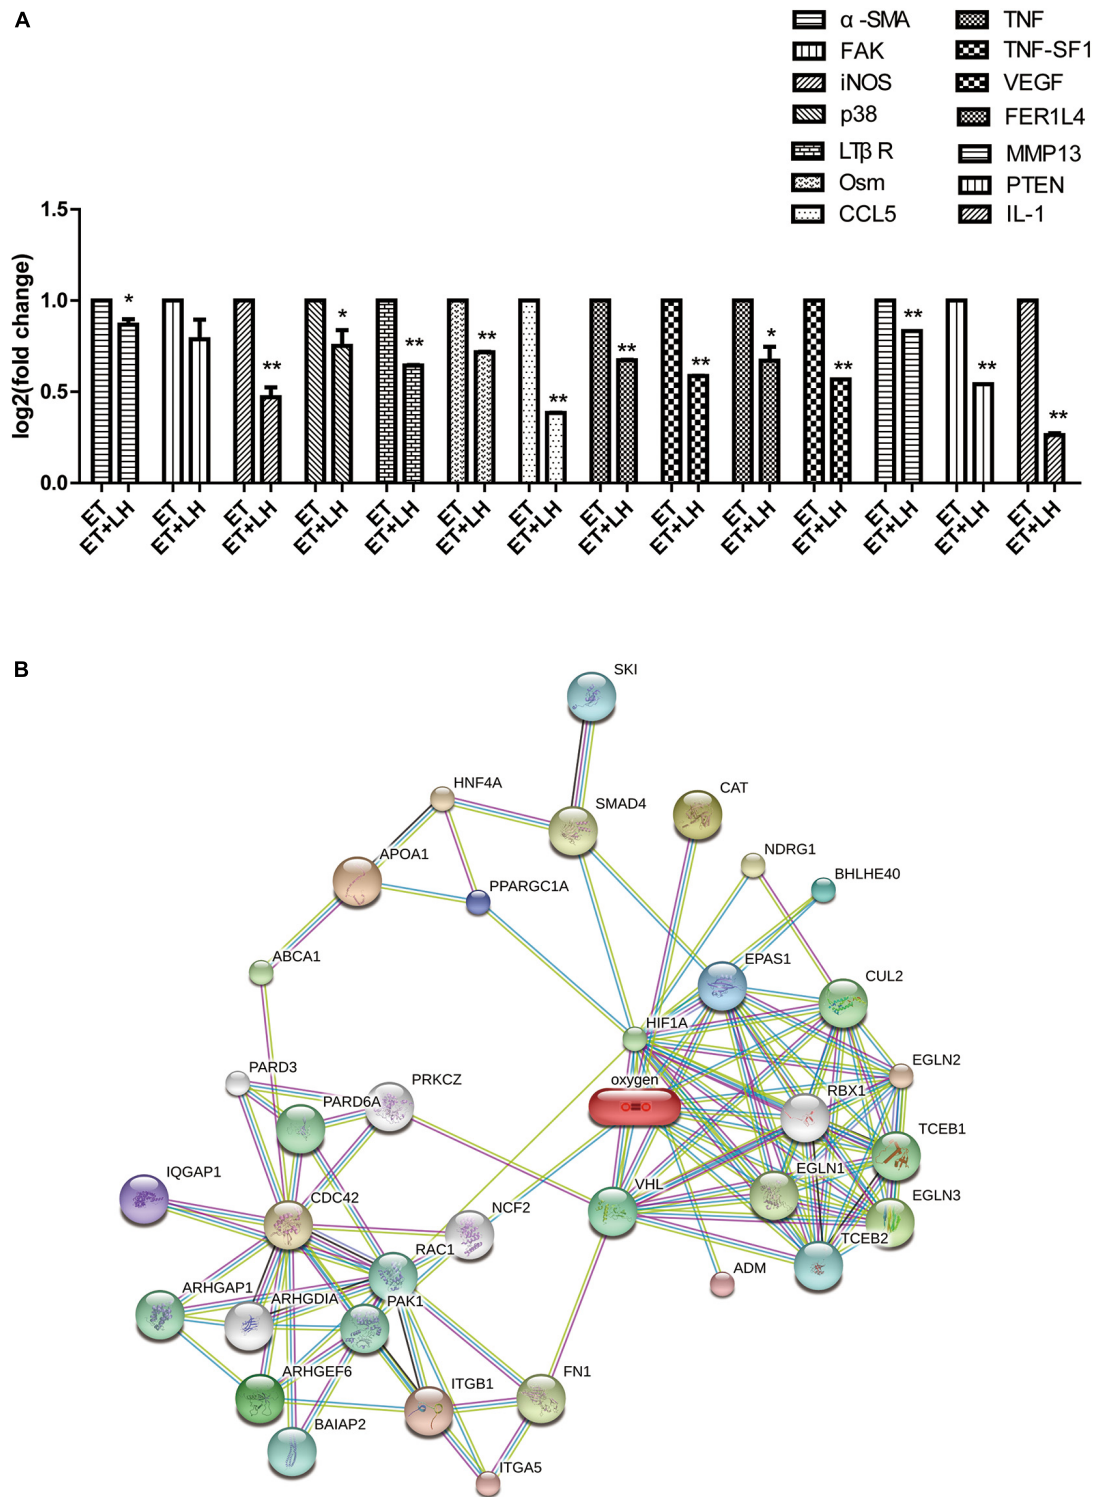 A
α -SMA
FAK
iNOS
p38
LTβ R
Osm
CCL5
TNF
TNF-SF1
VEGF
FER1L4
MMP13
PTEN
IL-1
log2(fold change)
1.5
1.0
0.5
0.0
*
**
*
**
**
**
**
**
*
**
**
**
**
ET
ET+LH
ET
ET+LH
ET
ET+LH
ET
ET+LH
ET
ET+LH
ET
ET+LH
ET
ET+LH
ET
ET+LH
ET
ET+LH
ET
ET+LH
ET
ET+LH
ET
ET+LH
ET
ET+LH
ET
ET+LH
B
SKI
HNF4A
SMAD4
CAT
APOA1
NDRG1
PPARGC1A
BHLHE40
ABCA1
EPAS1
CUL2
HIF1A
EGLN2
PARD3
PRKCZ
oxygen
RBX1
PARD6A
TCEB1
IQGAP1
EGLN1
CDC42
VHL
EGLN3
NCF2
TCEB2
RAC1
ADM
ARHGAP1
ARHGDIA
PAK1
ARHGEF6
ITGB1
FN1
BAIAP2
ITGA5